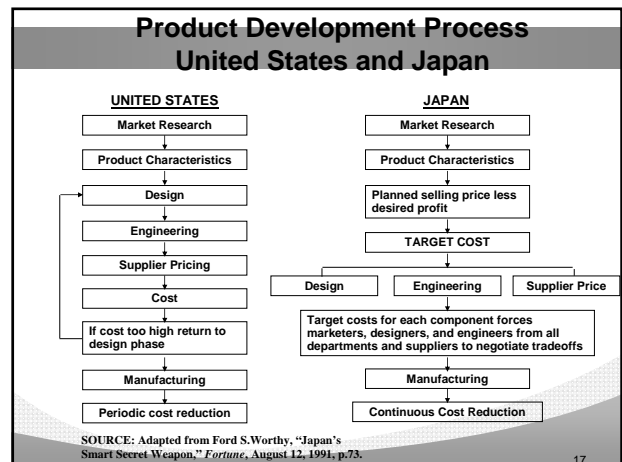 Product Development Process
United States and Japan
UNITED STATES
Market Research
Product Characteristics
Design
Engineering
Supplier Pricing
Cost
If cost too high return to
design phase
Manufacturing
Periodic cost reduction
JAPAN
Market Research
Product Characteristics
Planned selling price less
desired profit
TARGET COST
Design
Engineering
Supplier Price
Target costs for each component forces
marketers, designers, and engineers from all
departments and suppliers to negotiate tradeoffs
Manufacturing
Continuous Cost Reduction
SOURCE: Adapted from Ford S.Worthy, “Japan’s
Smart Secret Weapon,” Fortune, August 12, 1991, p.73.
17